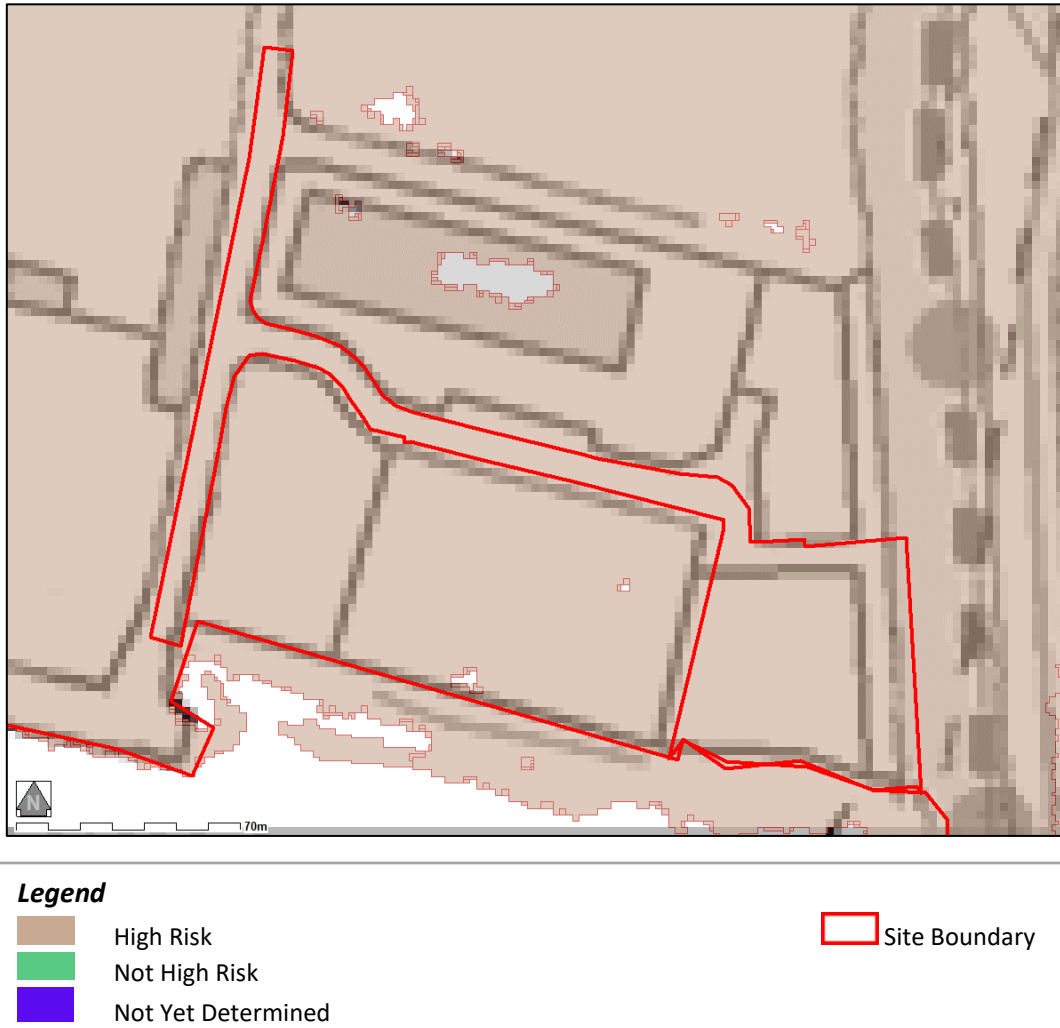 N
70m
Legend
High Risk
Site Boundary
Not High Risk
Not Yet Determined